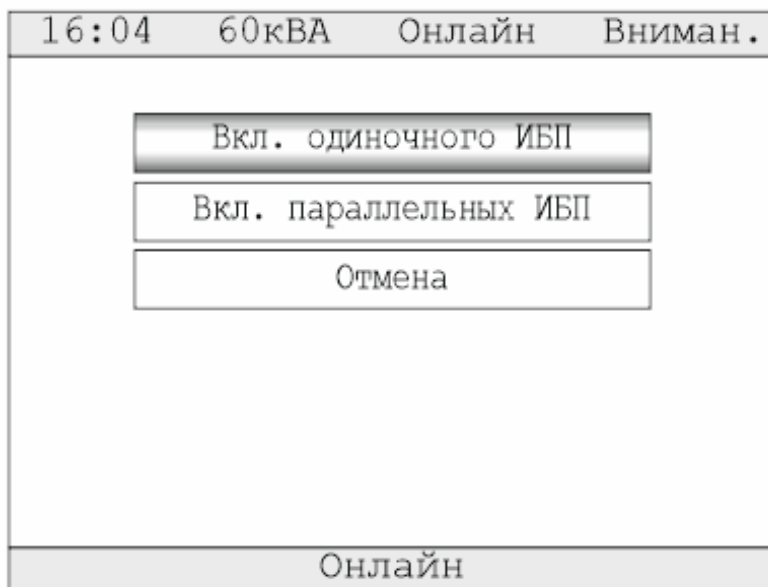 16:04 60кВА Онлайн Вниман.
Вкл. одиночного ИБП
Вкл. параллельных ИБП
Отмена
Онлайн